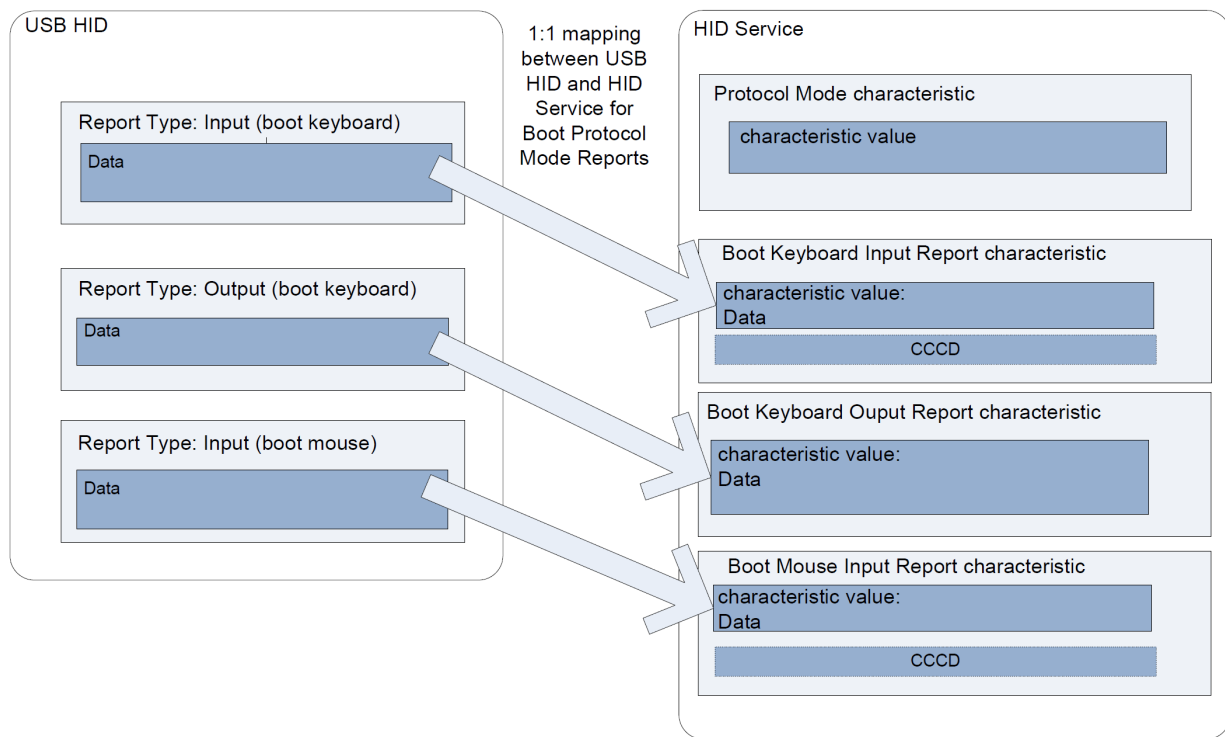 USB HID
Report Type: Input (boot keyboard)
Data
Report Type: Output (boot keyboard)
Data
Report Type: Input (boot mouse)
Data
1:1 mapping
between USB
HID and HID
Service for
Boot Protocol
Mode Reports
HID Service
Protocol Mode characteristic
characteristic value
Boot Keyboard Input Report characteristic
characteristic value:
Data
CCCD
Boot Keyboard Ouput Report characteristic
characteristic value:
Data
Boot Mouse Input Report characteristic
characteristic value:
Data
CCCD